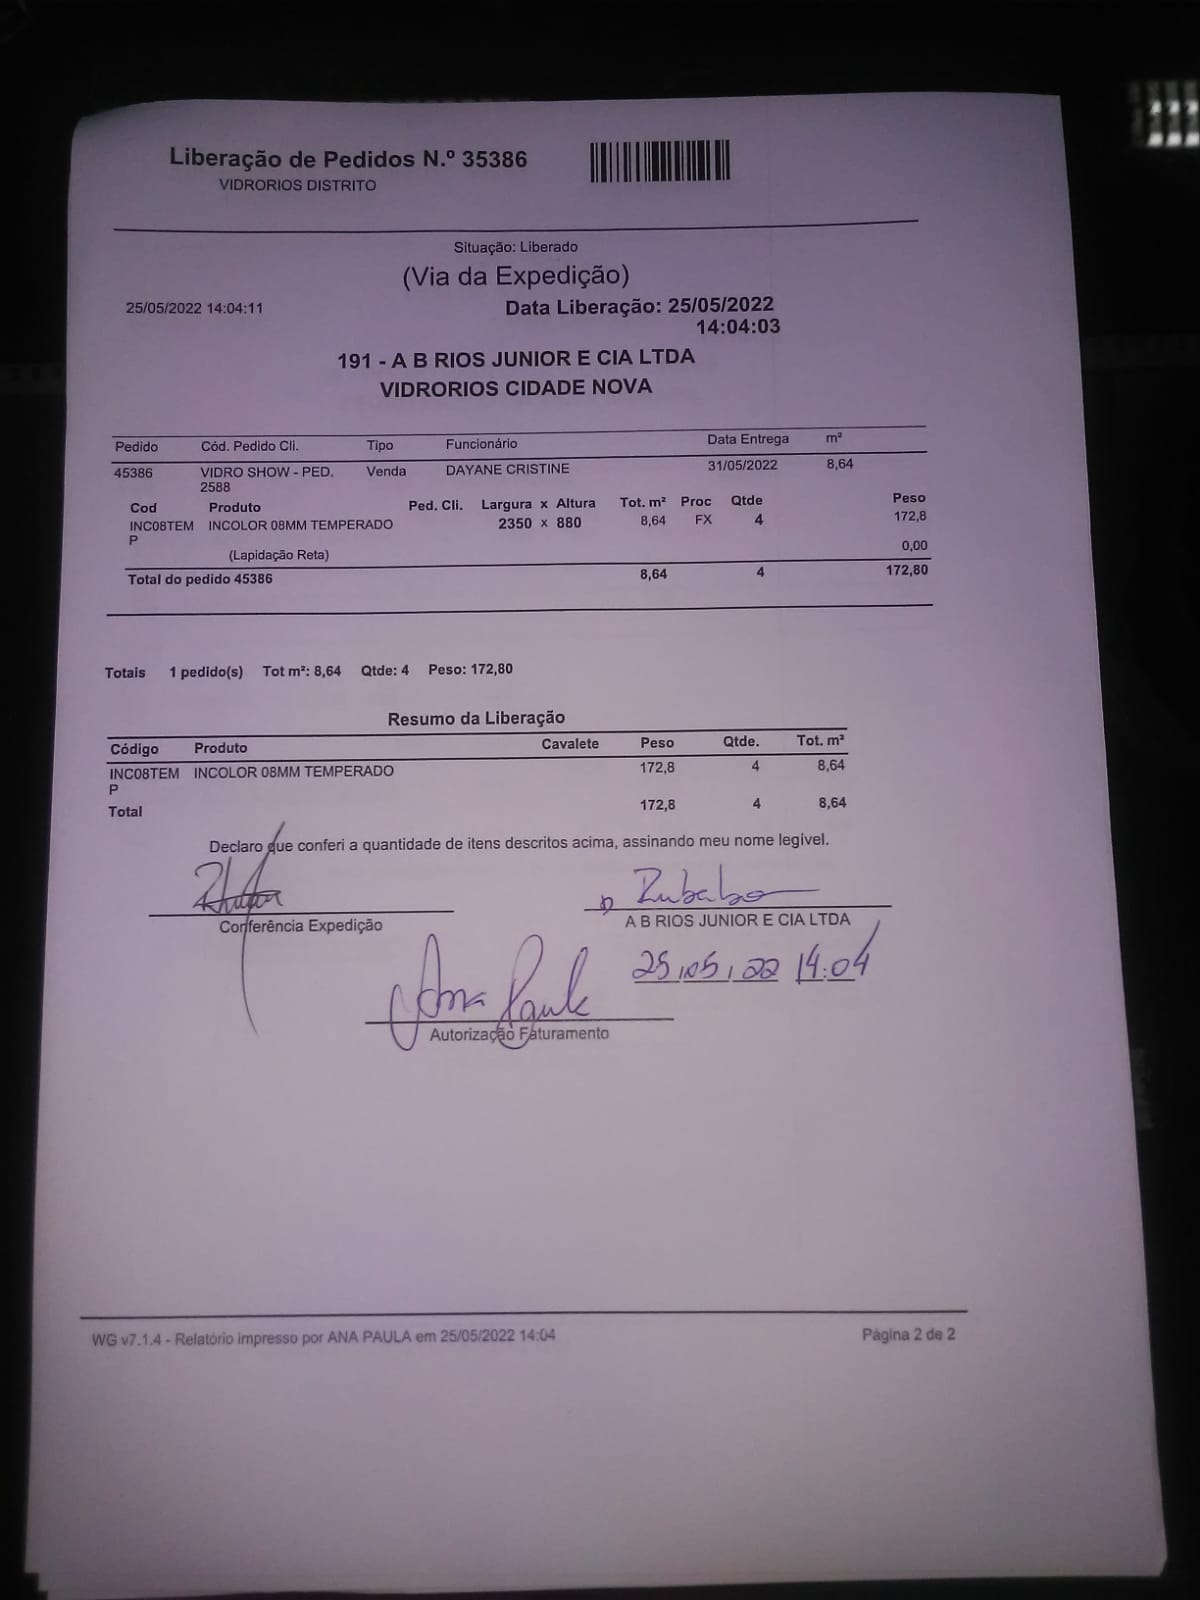 Liberação de Pedidos N.º 35386
VIDRORIOS DISTRITO
Situação: Liberado
(Via da Expedição)
25/05/2022 14:04:11 Data Liberação: 25/05/2022
14:04:03
191 - A B RIOS JUNIOR E CIA LTDA
VIDRORIOS CIDADE NOVA
Pedido Cód. Pedido Cli. Tipo Funcionário Data Entrega m²
45386 VIDRO SHOW - PED. Venda DAYANE CRISTINE 31/05/2022 8,64
2588
Cod Produto Ped. Cli. Largura x Altura Tot. m² Proc Qtde Peso
INC08TEM INCOLOR 08MM TEMPERADO 2350 x 880 8,64 FX 4 172,8
P
(Lapidação Reta) 0,00
Total do pedido 45386 8,64 4 172,80
Totais 1 pedido(s) Tot m²: 8,64 Qtde: 4 Peso: 172,80
Resumo da Liberação
Código Produto Cavalete Peso Qtde. Tot. m²
INC08TEM INCOLOR 08MM TEMPERADO 172,8 4 8,64
P
Total 172,8 4 8,64
Declaro que conferi a quantidade de itens descritos acima, assinando meu nome legível.
Conferência Expedição A B RIOS JUNIOR E CIA LTDA
25/05/22 14:04
Ana Paula
Autorização Faturamento
WG v7.1.4 - Relatório impresso por ANA PAULA em 25/05/2022 14:04 Página 2 de 2